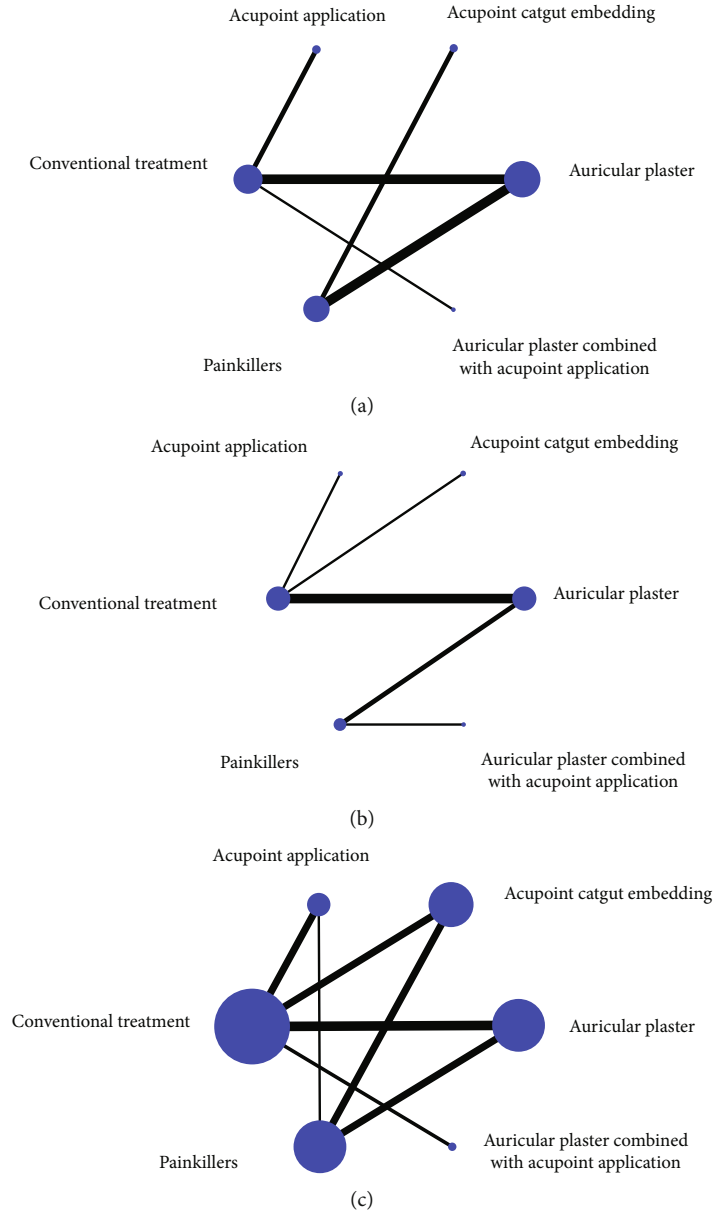 Acupoint application
Acupoint catgut embedding
Conventional treatment
Auricular plaster
Painkillers
Auricular plaster combined
with acupoint application
(a)
Acupoint application
Acupoint catgut embedding
Conventional treatment
Auricular plaster
Painkillers
Auricular plaster combined
with acupoint application
(b)
Acupoint application
Acupoint catgut embedding
Conventional treatment
Auricular plaster
Painkillers
Auricular plaster combined
with acupoint application
(c)